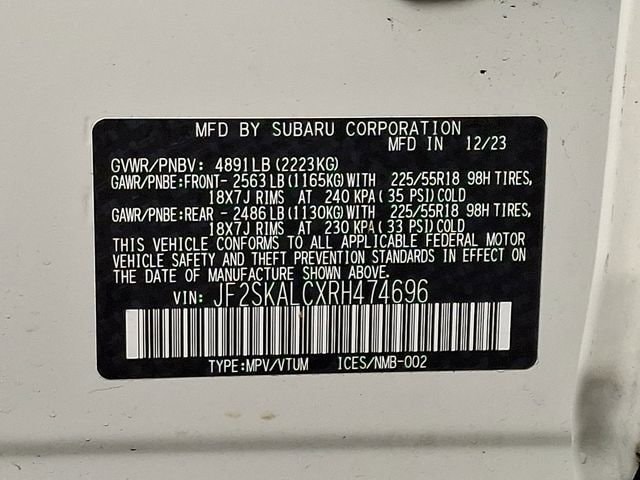 MFD BY SUBARU CORPORATION
MFD IN 12/23
GVWR/PNBV: 4891LB (2223KG)
GAWR/PNBE:FRONT- 2563LB (1165KG) WITH 225/55R18 98H TIRES,
18X7J RIMS AT 240 KPA( 35 PSI)COLD
GAWR/PNBE:REAR - 2486LB (1130KG) WITH 225/55R18 98H TIRES,
18X7J RIMS AT 230 KPA( 33 PSI)COLD
THIS VEHICLE CONFORMS TO ALL APPLICABLE FEDERAL MOTOR
VEHICLE SAFETY AND THEFT PREVENTION STANDARDS IN EFFECT ON
THE DATE OF MANUFACTURE SHOWN ABOVE.
VIN: JF2SKALCXRH474696
TYPE:MPV/VTUM ICES/NMB-002